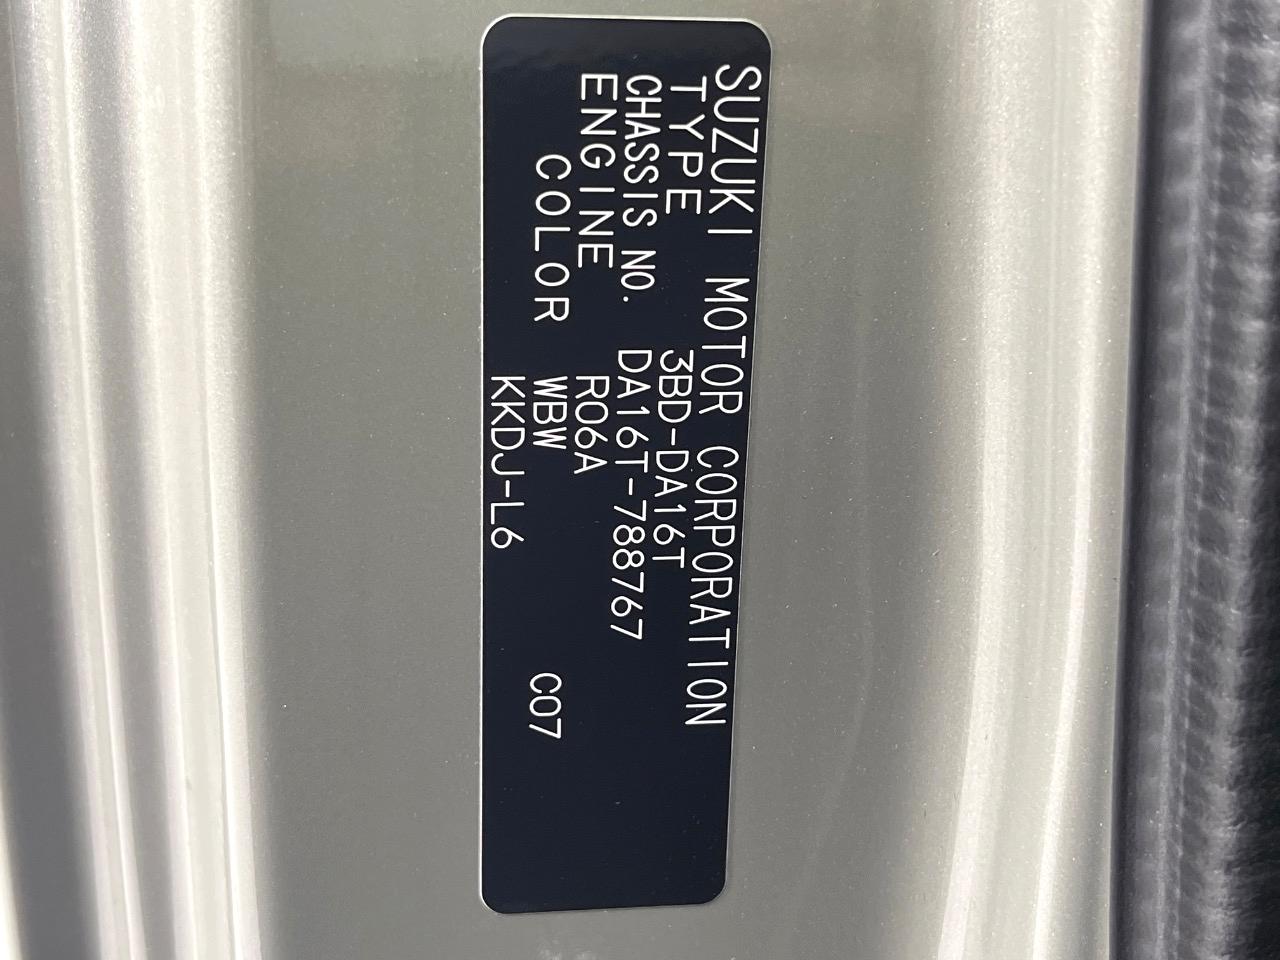 SUZUKI MOTOR CORPORATION
TYPE 3BD-DA16T
CHASSIS NO. DA16T-788767
ENGINE R06A
COLOR WBW C07
KKDJ-L6